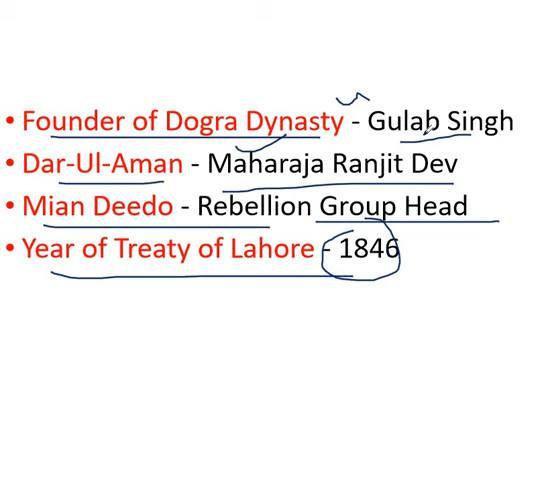 • Founder of Dogra Dynasty - Gulab Singh
• Dar-Ul-Aman - Maharaja Ranjit Dev
• Mian Deedo - Rebellion Group Head
• Year of Treaty of Lahore - 1846